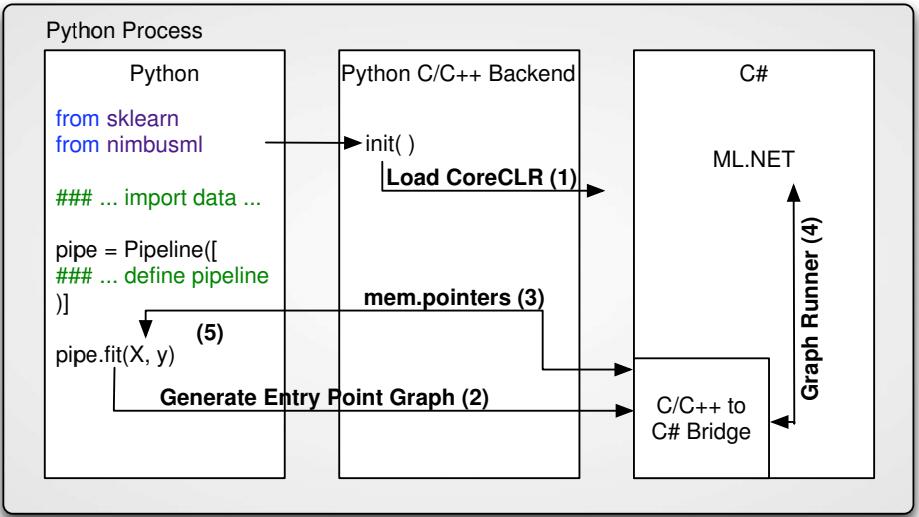 Python Process
Python
from sklearn
from nimbusml
### ... import data ...
pipe = Pipeline([
### ... define pipeline
)]
pipe.fit(X, y)
Python C/C++ Backend
init( )
Load CoreCLR (1)
mem.pointers (3)
(5)
Generate Entry Point Graph (2)
C#
ML.NET
Graph Runner (4)
C/C++ to
C# Bridge